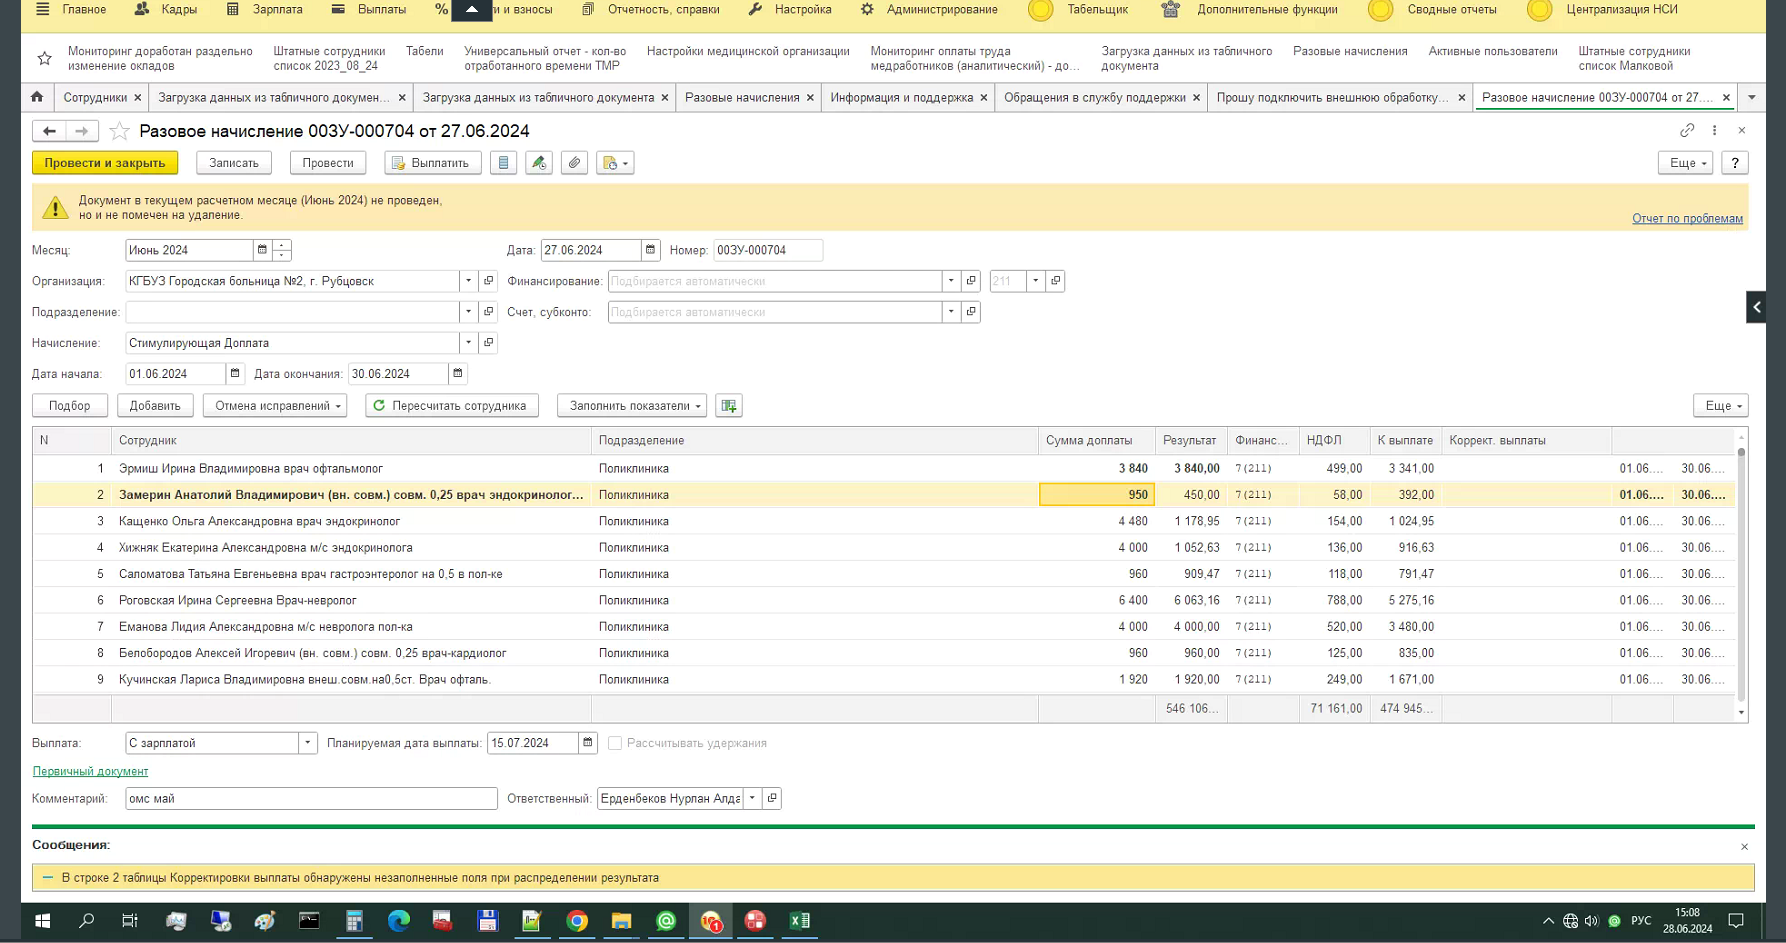 Главное Кадры Зарплата Выплаты % и и взносы Отчетность, справки Настройка Администрирование Табельщик Дополнительные функции Сводные отчеты Централизация НСИ
Мониторинг доработан раздельно изменение окладов
Штатные сотрудники список 2023_08_24
Табели
Универсальный отчет - кол-во отработанного времени ТМР
Настройки медицинской организации
Мониторинг оплаты труда медработников (аналитический) - до...
Загрузка данных из табличного документа
Разовые начисления
Активные пользователи
Штатные сотрудники список Малковой
Сотрудники × Загрузка данных из табличного докумен... × Загрузка данных из табличного документа × Разовые начисления × Информация и поддержка × Обращения в службу поддержки × Прошу подключить внешнюю обработку... × Разовое начисление 00ЗУ-000704 от 27.... ×
Разовое начисление 00ЗУ-000704 от 27.06.2024
Провести и закрыть Записать Провести Выплатить Еще ?
Документ в текущем расчетном месяце (Июнь 2024) не проведен,
но и не помечен на удаление.
Отчет по проблемам
Месяц: Июнь 2024 Дата: 27.06.2024 Номер: 00ЗУ-000704
Организация: КГБУЗ Городская больница №2, г. Рубцовск Финансирование: Подбирается автоматически 211
Подразделение: Счет, субконто: Подбирается автоматически
Начисление: Стимулирующая Доплата
Дата начала: 01.06.2024 Дата окончания: 30.06.2024
Подбор Добавить Отмена исправлений Пересчитать сотрудника Заполнить показатели Еще
N Сотрудник Подразделение Сумма доплаты Результат Финанс... НДФЛ К выплате Коррект. выплаты
1 Эрмиш Ирина Владимировна врач офтальмолог Поликлиника 3 840 3 840,00 7 (211) 499,00 3 341,00 01.06.... 30.06....
2 Замерин Анатолий Владимирович (вн. совм.) совм. 0,25 врач эндокринолог... Поликлиника 950 450,00 7 (211) 58,00 392,00 01.06.... 30.06....
3 Кащенко Ольга Александровна врач эндокринолог Поликлиника 4 480 1 178,95 7 (211) 154,00 1 024,95 01.06.... 30.06....
4 Хижняк Екатерина Александровна м/с эндокринолога Поликлиника 4 000 1 052,63 7 (211) 136,00 916,63 01.06.... 30.06....
5 Саломатова Татьяна Евгеньевна врач гастроэнтеролог на 0,5 в пол-ке Поликлиника 960 909,47 7 (211) 118,00 791,47 01.06.... 30.06....
6 Роговская Ирина Сергеевна Врач-невролог Поликлиника 6 400 6 063,16 7 (211) 788,00 5 275,16 01.06.... 30.06....
7 Еманова Лидия Александровна м/с невролога пол-ка Поликлиника 4 000 4 000,00 7 (211) 520,00 3 480,00 01.06.... 30.06....
8 Белобородов Алексей Игоревич (вн. совм.) совм. 0,25 врач-кардиолог Поликлиника 960 960,00 7 (211) 125,00 835,00 01.06.... 30.06....
9 Кучинская Лариса Владимировна внеш.совм.на0,5ст. Врач офталь. Поликлиника 1 920 1 920,00 7 (211) 249,00 1 671,00 01.06.... 30.06....
546 106... 71 161,00 474 945...
Выплата: С зарплатой Планируемая дата выплаты: 15.07.2024 Рассчитывать удержания
Первичный документ
Комментарий: омс май Ответственный: Ерденбеков Нурлан Алда
Сообщения:
В строке 2 таблицы Корректировки выплаты обнаружены незаполненные поля при распределении результата
РУС 15:08
28.06.2024